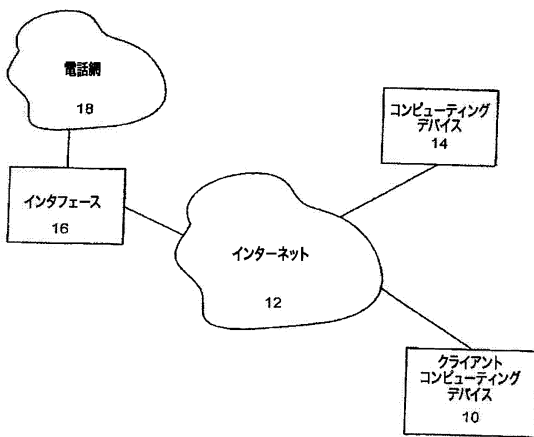 電話網
18
コンピューティング
デバイス
14
インタフェース
16
インターネット
12
クライアント
コンピューティング
デバイス
10